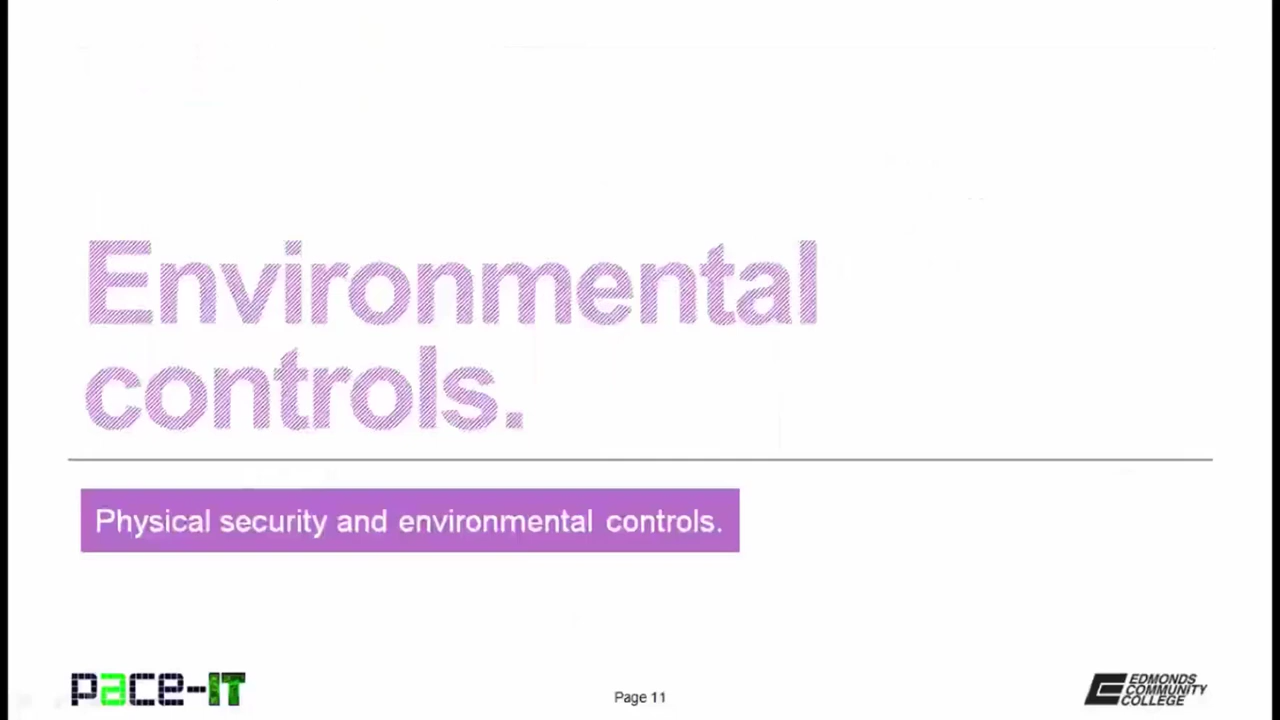 Environmental
controls.
Physical security and environmental controls.
pace-IT
Page 11
EDMONDS
COMMUNITY
COLLEGE